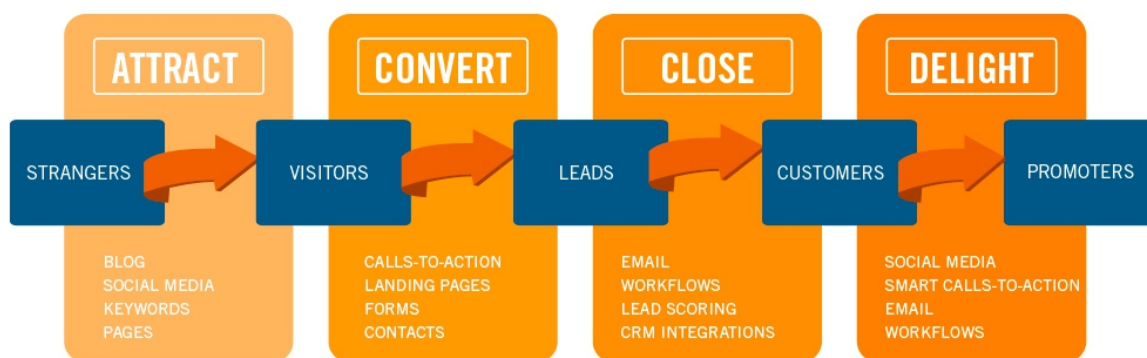 ATTRACT
CONVERT
CLOSE
DELIGHT
STRANGERS
VISITORS
LEADS
CUSTOMERS
PROMOTERS
BLOG
SOCIAL MEDIA
KEYWORDS
PAGES
CALLS-TO-ACTION
LANDING PAGES
FORMS
CONTACTS
EMAIL
WORKFLOWS
LEAD SCORING
CRM INTEGRATIONS
SOCIAL MEDIA
SMART CALLS-TO-ACTION
EMAIL
WORKFLOWS